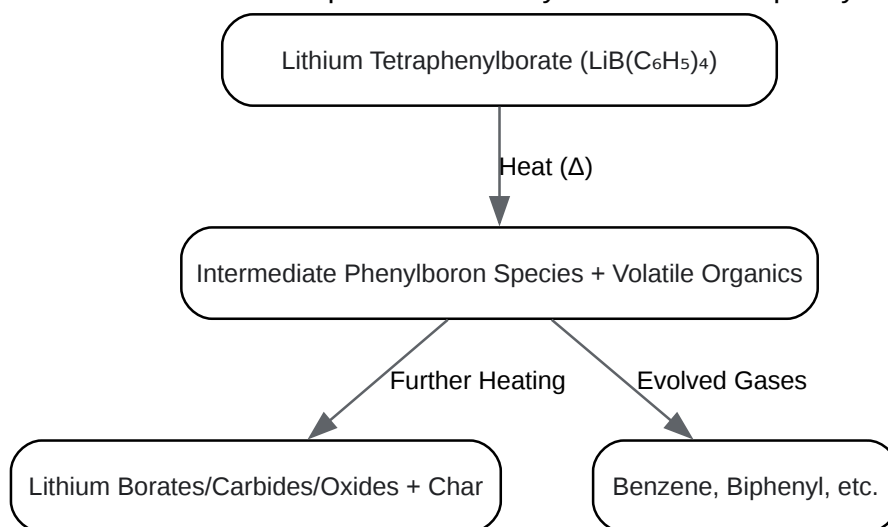 Lithium Tetraphenylborate (LiB(C₆H₅)₄)
Heat (Δ)
Intermediate Phenylboron Species + Volatile Organics
Further Heating
Evolved Gases
Lithium Borates/Carbides/Oxides + Char
Benzene, Biphenyl, etc.